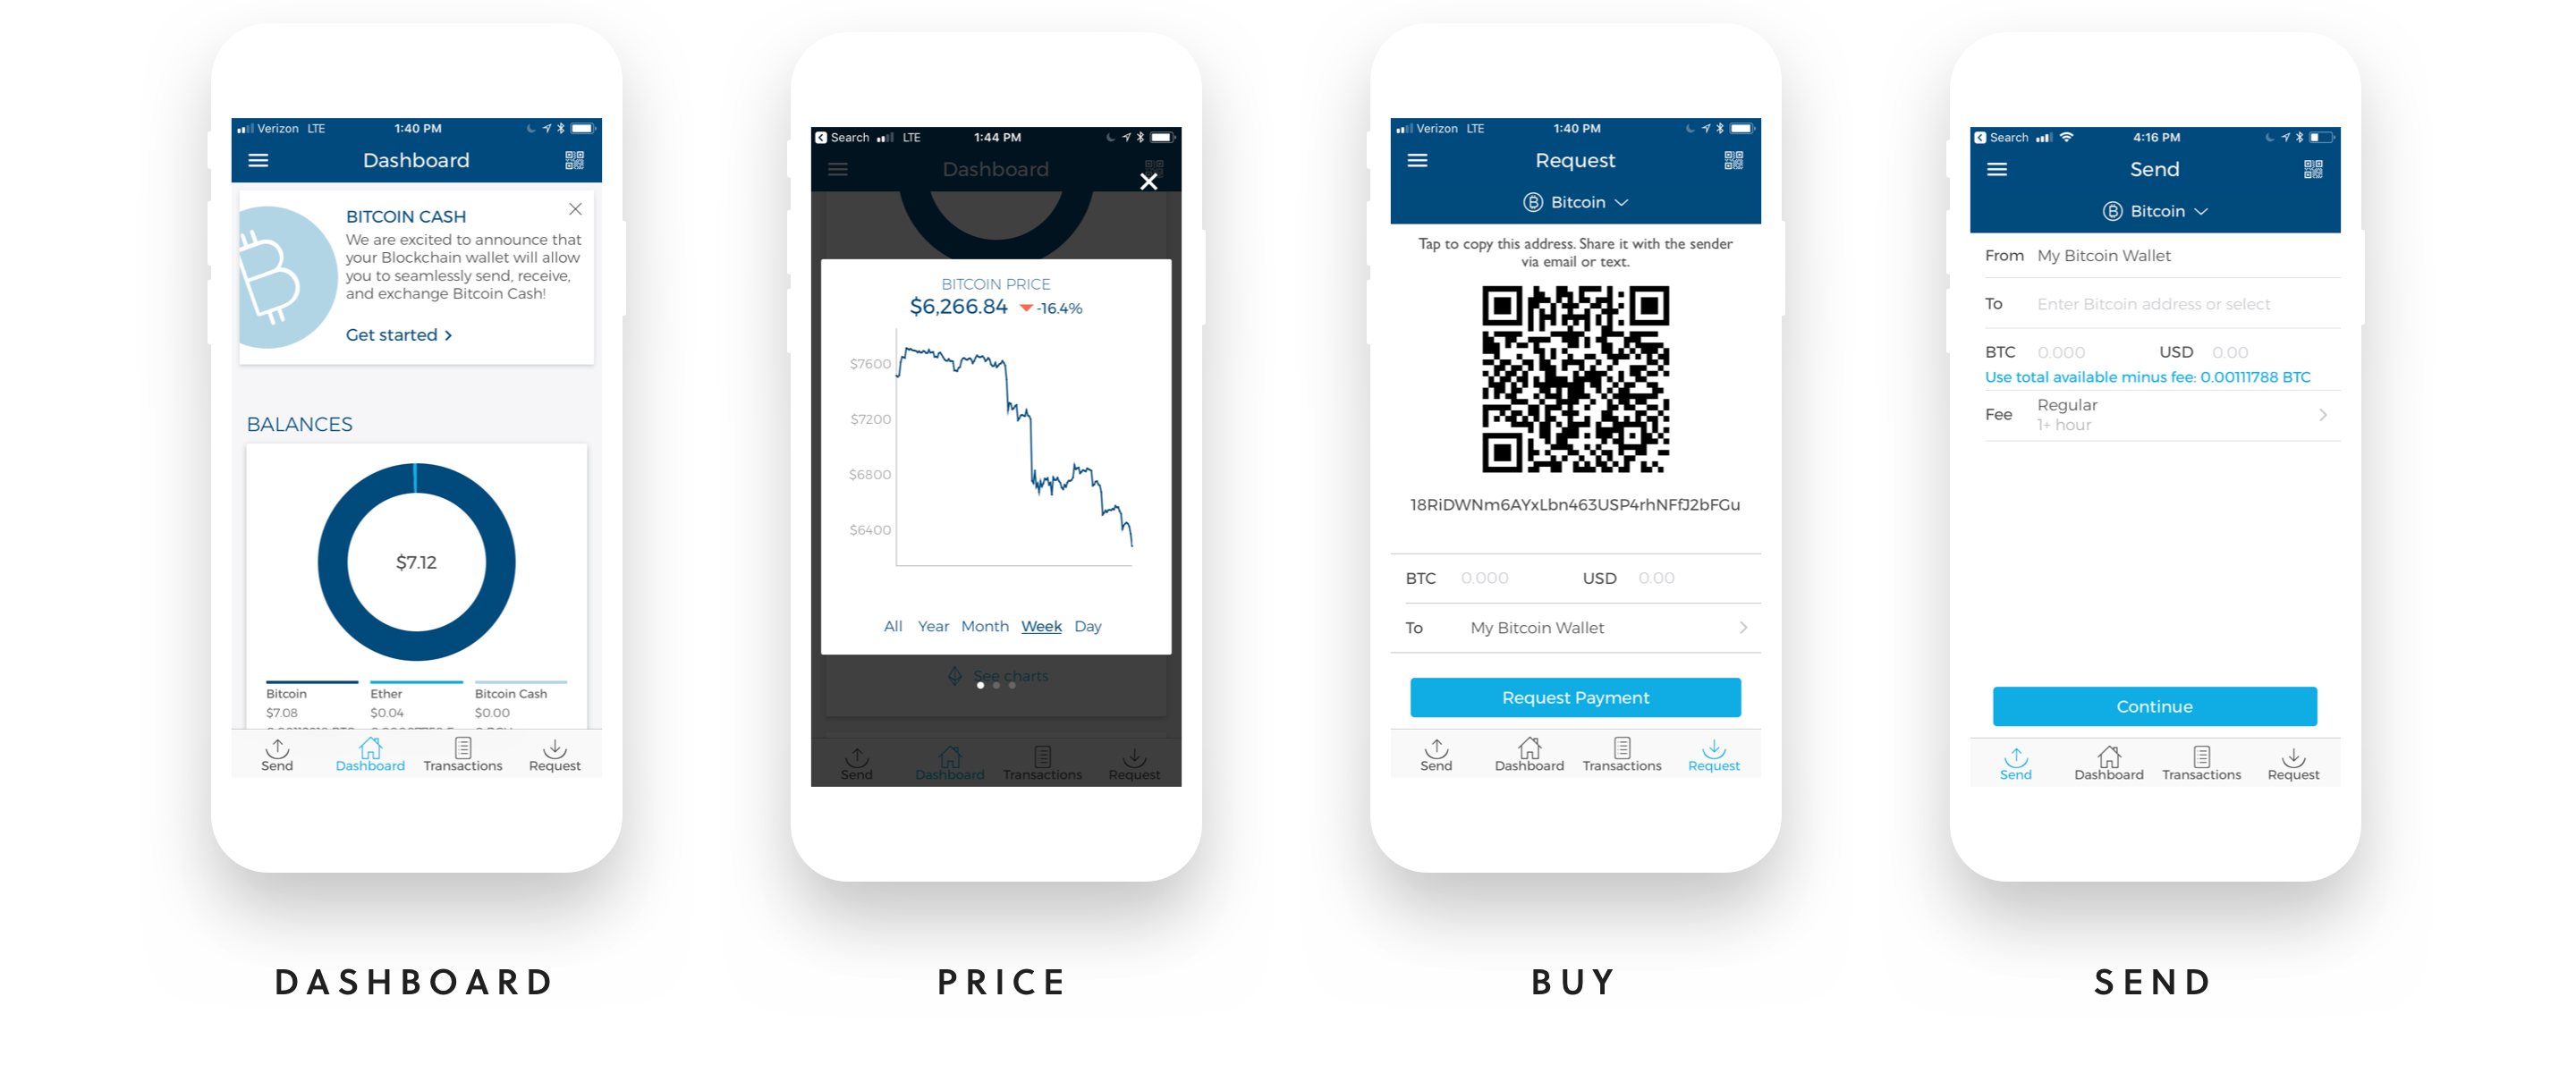 Verizon LTE 1:40 PM
Dashboard
BITCOIN CASH
We are excited to announce that
your Blockchain wallet will allow
you to seamlessly send, receive,
and exchange Bitcoin Cash!
Get started
BALANCES
$7.12
Bitcoin Ether Bitcoin Cash
$7.08 $0.04 $0.00
Send Dashboard Transactions Request
DASHBOARD
Search LTE 1:44 PM
Dashboard
BITCOIN PRICE
$6,266.84 -16.4%
$7600
$7200
$6800
$6400
All Year Month Week Day
See charts
Send Dashboard Transactions Request
PRICE
Verizon LTE 1:40 PM
Request
Bitcoin
Tap to copy this address. Share it with the sender
via email or text.
18RiDWNm6AYxLbn463USP4rhNFfJ2bFGu
BTC 0.000 USD 0.00
To My Bitcoin Wallet
Request Payment
Send Dashboard Transactions Request
BUY
Search 4:16 PM
Send
Bitcoin
From My Bitcoin Wallet
To Enter Bitcoin address or select
BTC 0.000 USD 0.00
Use total available minus fee: 0.00111788 BTC
Fee Regular
1+ hour
Continue
Send Dashboard Transactions Request
SEND